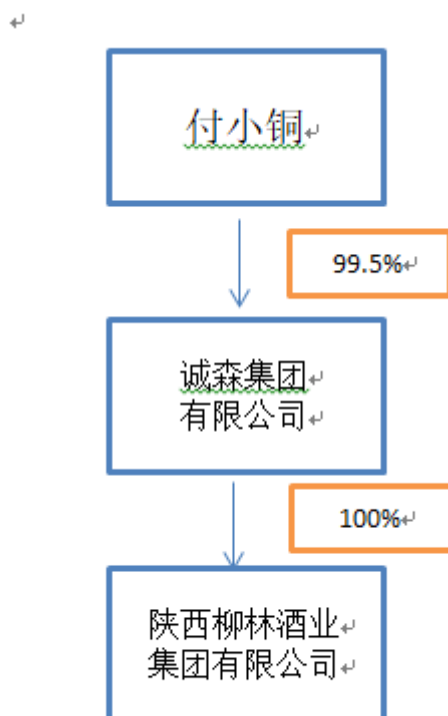 付小铜
99.5%
诚森集团
有限公司
100%
陕西柳林酒业
集团有限公司